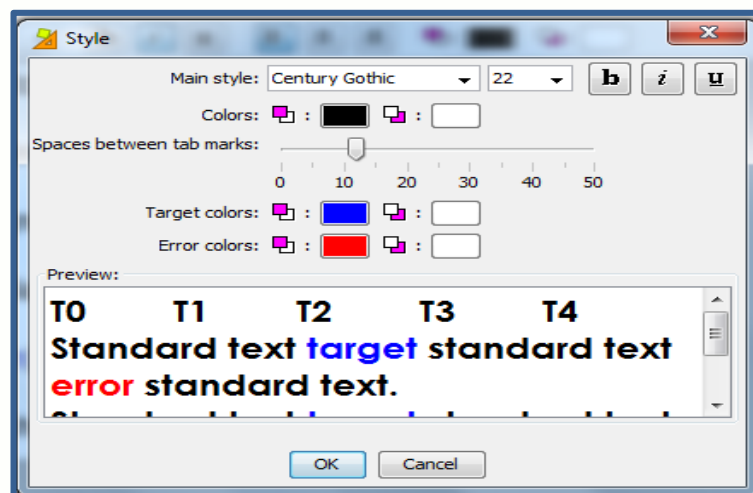 Style
Main style: Century Gothic 22 b i u
Colors: : :
Spaces between tab marks:
0 10 20 30 40 50
Target colors: : :
Error colors: : :
Preview:
T0 T1 T2 T3 T4
Standard text target standard text
error standard text.
OK Cancel